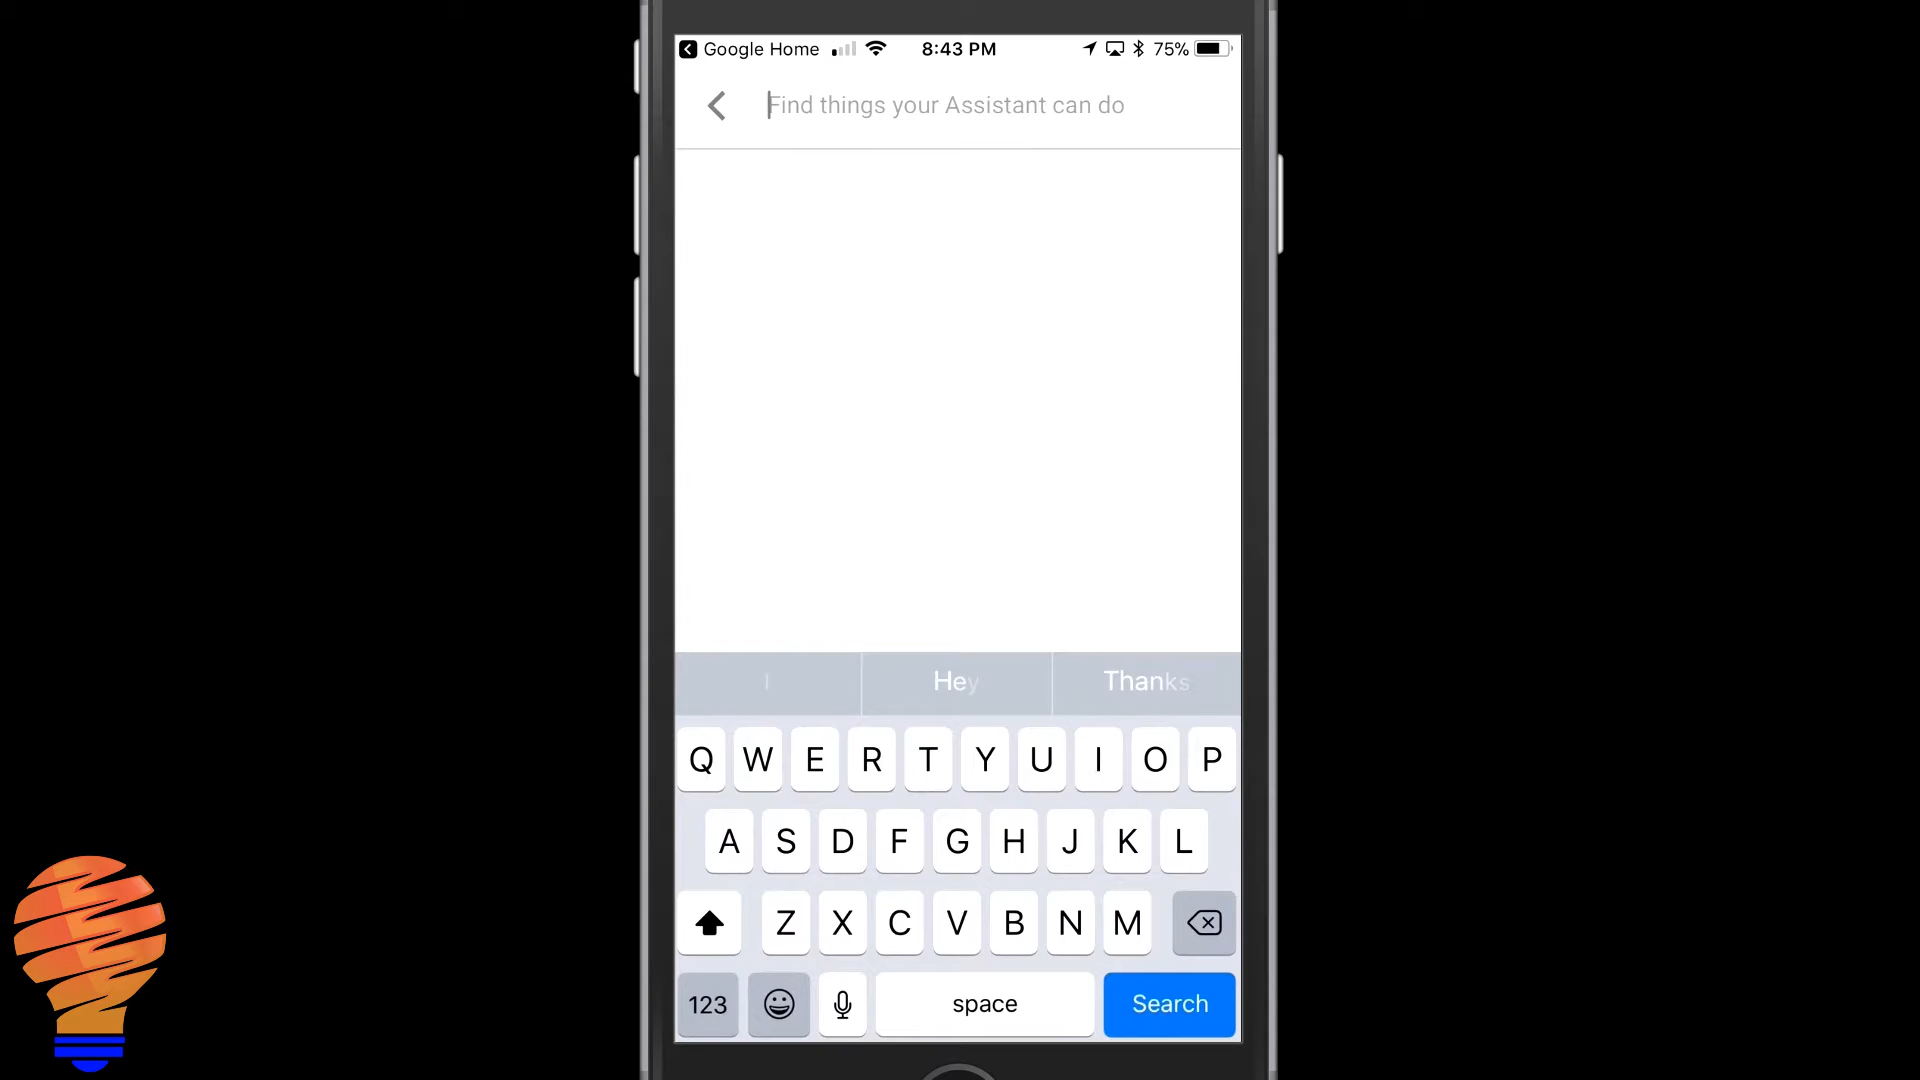 Google Home 8:43 PM 75%
Find things your Assistant can do
I Hey Thanks
Q W E R T Y U I O P
A S D F G H J K L
Z X C V B N M
123 space Search